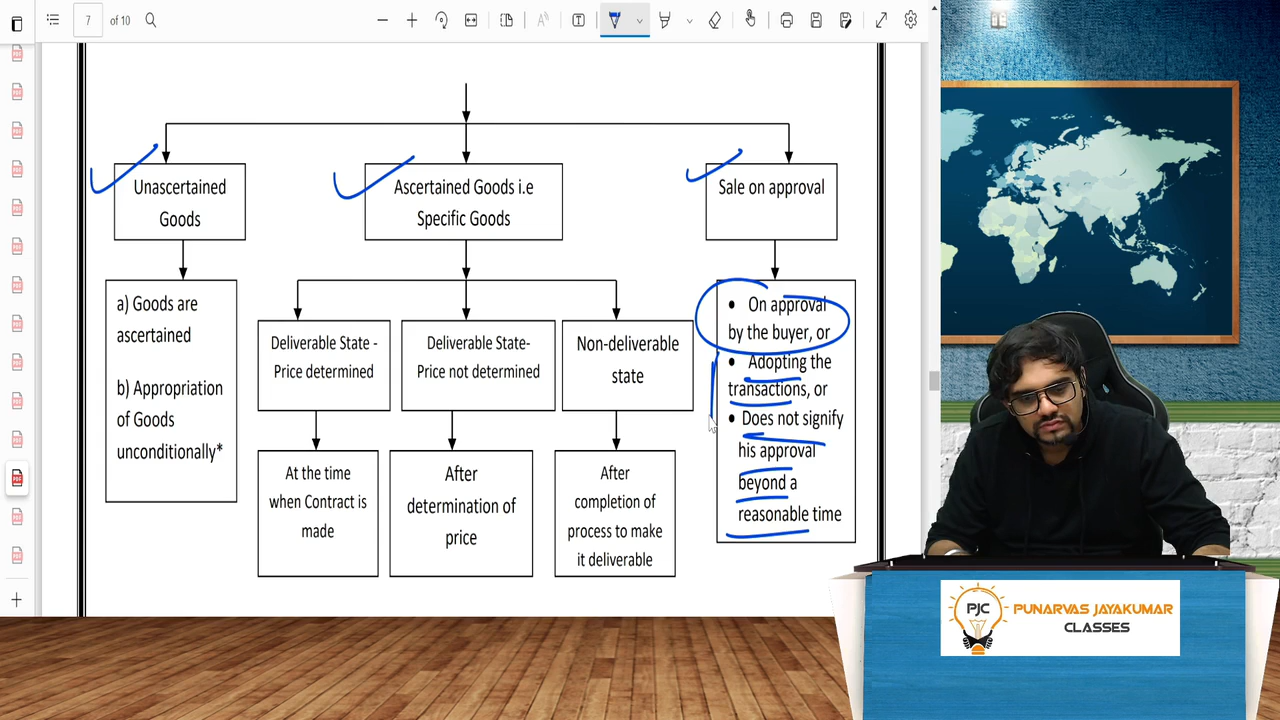 7
of 10
Unascertained
Goods
Ascertained Goods i.e
Specific Goods
Sale on approval
a) Goods are
ascertained
b) Appropriation
of Goods
unconditionally*
Deliverable State -
Price determined
Deliverable State-
Price not determined
Non-deliverable
state
At the time
when Contract is
made
After
determination of
price
After
completion of
process to make
it deliverable
• On approval
by the buyer, or
• Adopting the
transactions, or
• Does not signify
his approval
beyond a
reasonable time
PJC
PUNARVAS JAYAKUMAR
CLASSES